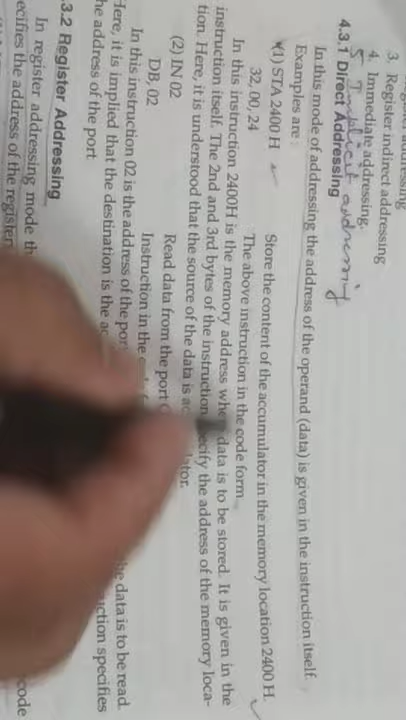 addressing
3. Register indirect addressing
4. Immediate addressing.
5 Implicit addressing
4.3.1 Direct Addressing
In this mode of addressing the address of the operand (data) is given in the instruction itself.
Examples are :
(1) STA 2400 H Store the content of the accumulator in the memory location 2400 H.
32, 00, 24 The above instruction in the code form
In this instruction 2400H is the memory address data is to be stored. It is given in the
instruction itself. The 2nd and 3rd bytes of the instruction the address of the memory loca-
tion. Here, it is understood that the source of the data is
(2) IN 02 Read data from the port
DB, 02 Instruction in the
In this instruction 02 is the address of the data is to be read.
Here, it is implied that the destination is the specifies
the address of the port
.3.2 Register Addressing
In register addressing mode
the address of the register code